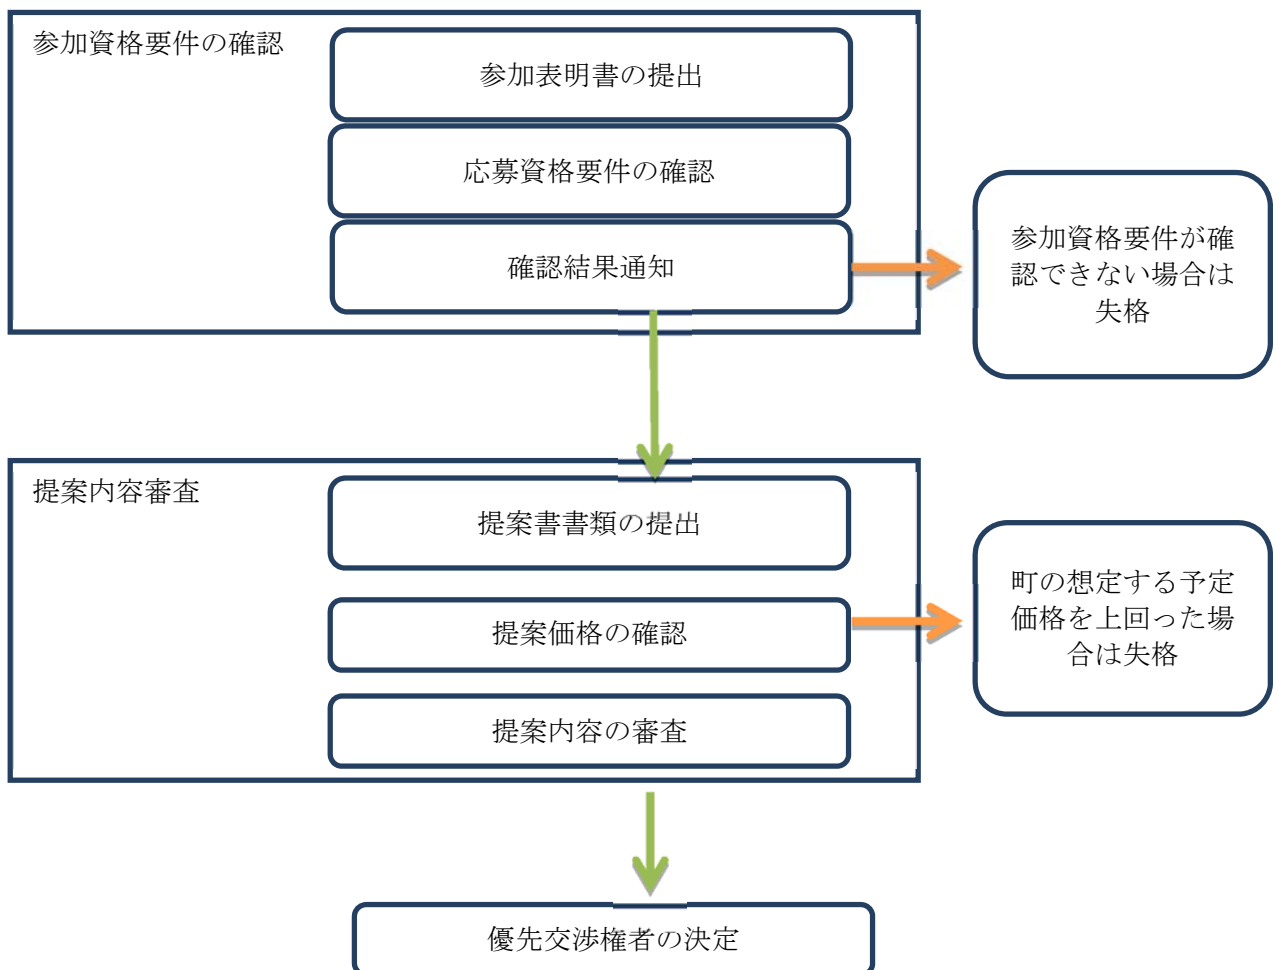 参加資格要件の確認
参加表明書の提出
応募資格要件の確認
確認結果通知
参加資格要件が確
認できない場合は
失格
提案内容審査
提案書書類の提出
提案価格の確認
提案内容の審査
町の想定する予定
価格を上回った場
合は失格
優先交渉権者の決定